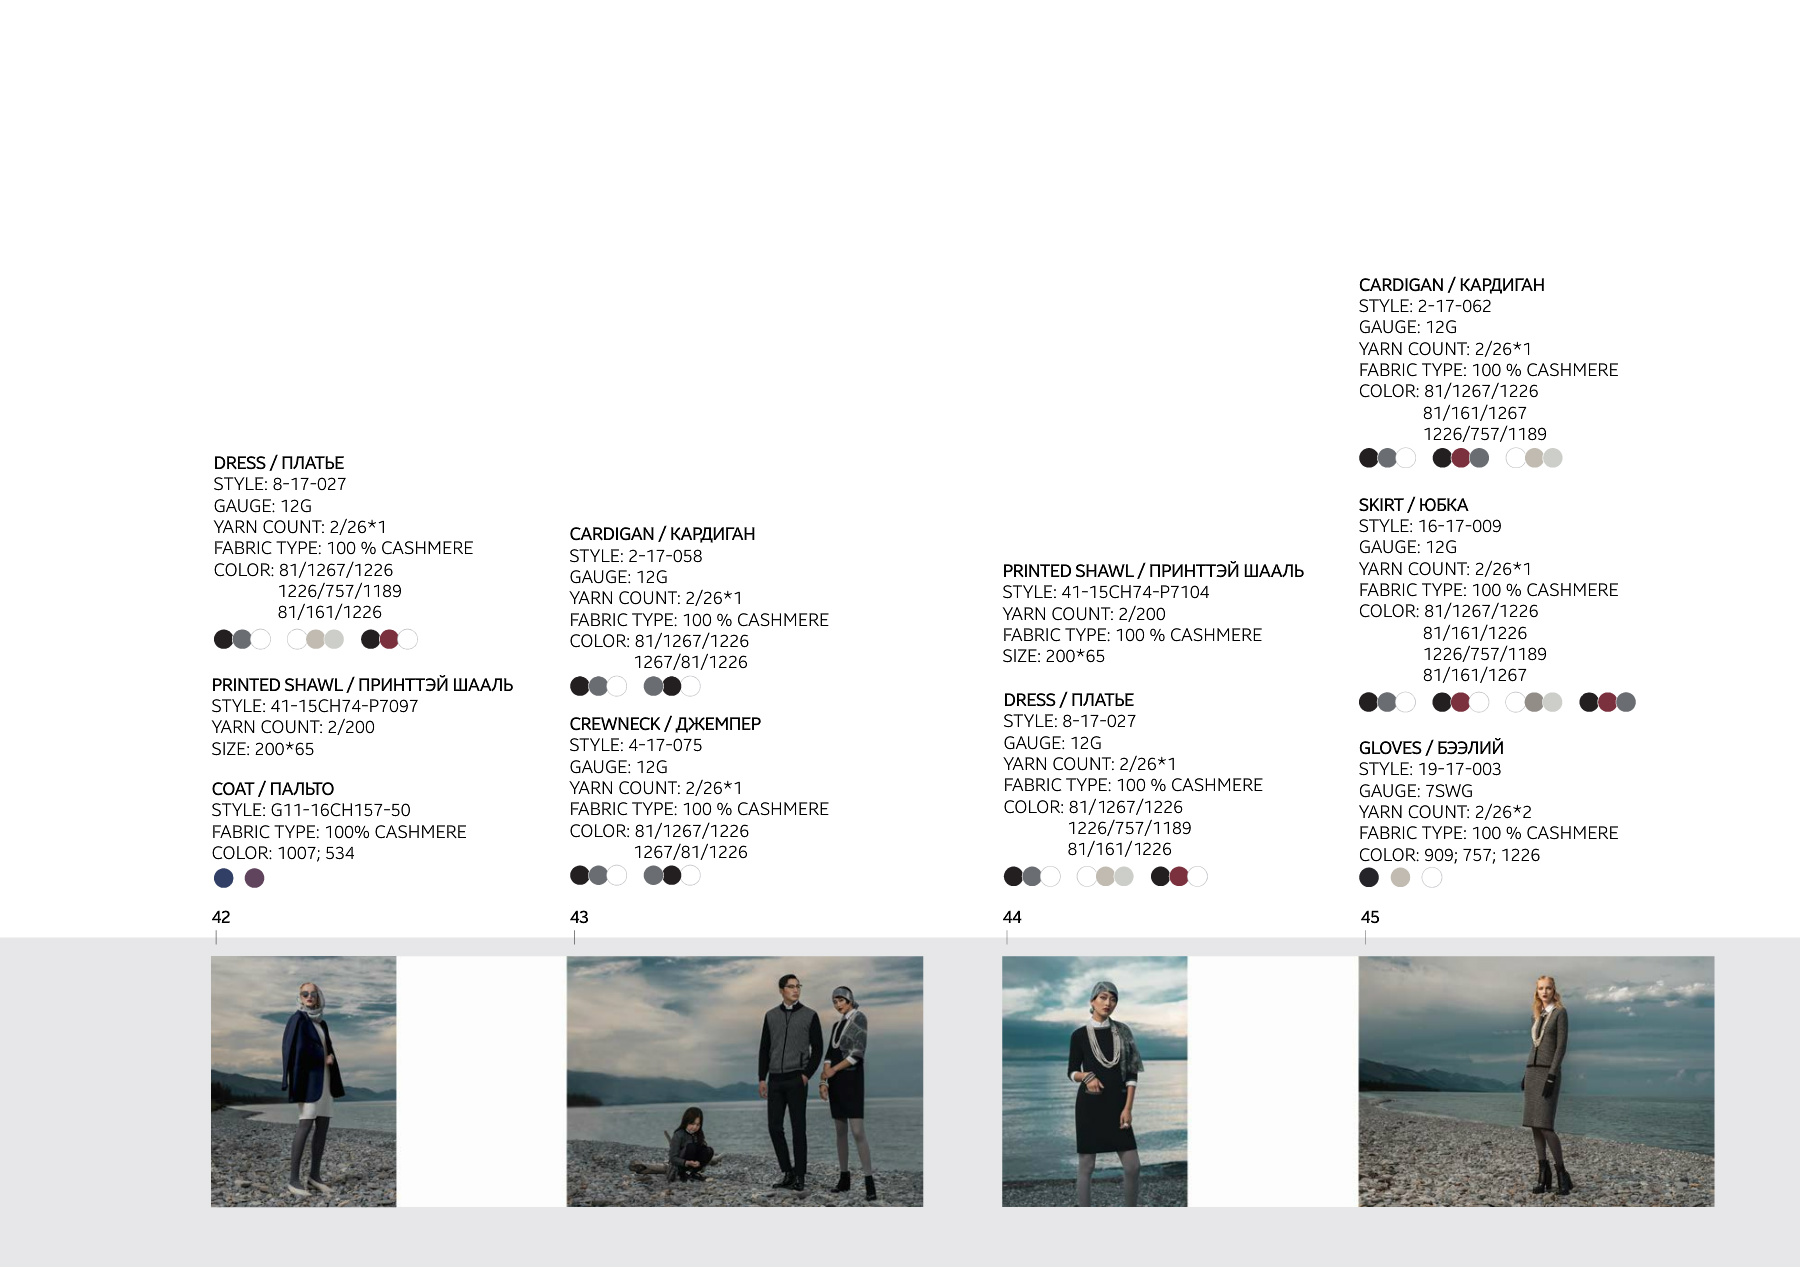 DRESS / ПЛАТЬЕ
STYLE: 8-17-027
GAUGE: 12G
YARN COUNT: 2/26*1
FABRIC TYPE: 100 % CASHMERE
COLOR: 81/1267/1226
1226/757/1189
81/161/1226
PRINTED SHAWL / ПРИНТТЭЙ ШААЛЬ
STYLE: 41-15CH74-P7097
YARN COUNT: 2/200
SIZE: 200*65
COAT / ПАЛЬТО
STYLE: G11-16CH157-50
FABRIC TYPE: 100% CASHMERE
COLOR: 1007; 534
42
CARDIGAN / КАРДИГАН
STYLE: 2-17-058
GAUGE: 12G
YARN COUNT: 2/26*1
FABRIC TYPE: 100 % CASHMERE
COLOR: 81/1267/1226
1267/81/1226
CREWNECK / ДЖЕМПЕР
STYLE: 4-17-075
GAUGE: 12G
YARN COUNT: 2/26*1
FABRIC TYPE: 100 % CASHMERE
COLOR: 81/1267/1226
1267/81/1226
43
PRINTED SHAWL / ПРИНТТЭЙ ШААЛЬ
STYLE: 41-15CH74-P7104
YARN COUNT: 2/200
FABRIC TYPE: 100 % CASHMERE
SIZE: 200*65
DRESS / ПЛАТЬЕ
STYLE: 8-17-027
GAUGE: 12G
YARN COUNT: 2/26*1
FABRIC TYPE: 100 % CASHMERE
COLOR: 81/1267/1226
1226/757/1189
81/161/1226
44
CARDIGAN / КАРДИГАН
STYLE: 2-17-062
GAUGE: 12G
YARN COUNT: 2/26*1
FABRIC TYPE: 100 % CASHMERE
COLOR: 81/1267/1226
81/161/1267
1226/757/1189
SKIRT / ЮБКА
STYLE: 16-17-009
GAUGE: 12G
YARN COUNT: 2/26*1
FABRIC TYPE: 100 % CASHMERE
COLOR: 81/1267/1226
81/161/1226
1226/757/1189
81/161/1267
GLOVES / БЭЭЛИЙ
STYLE: 19-17-003
GAUGE: 7SWG
YARN COUNT: 2/26*2
FABRIC TYPE: 100 % CASHMERE
COLOR: 909; 757; 1226
45